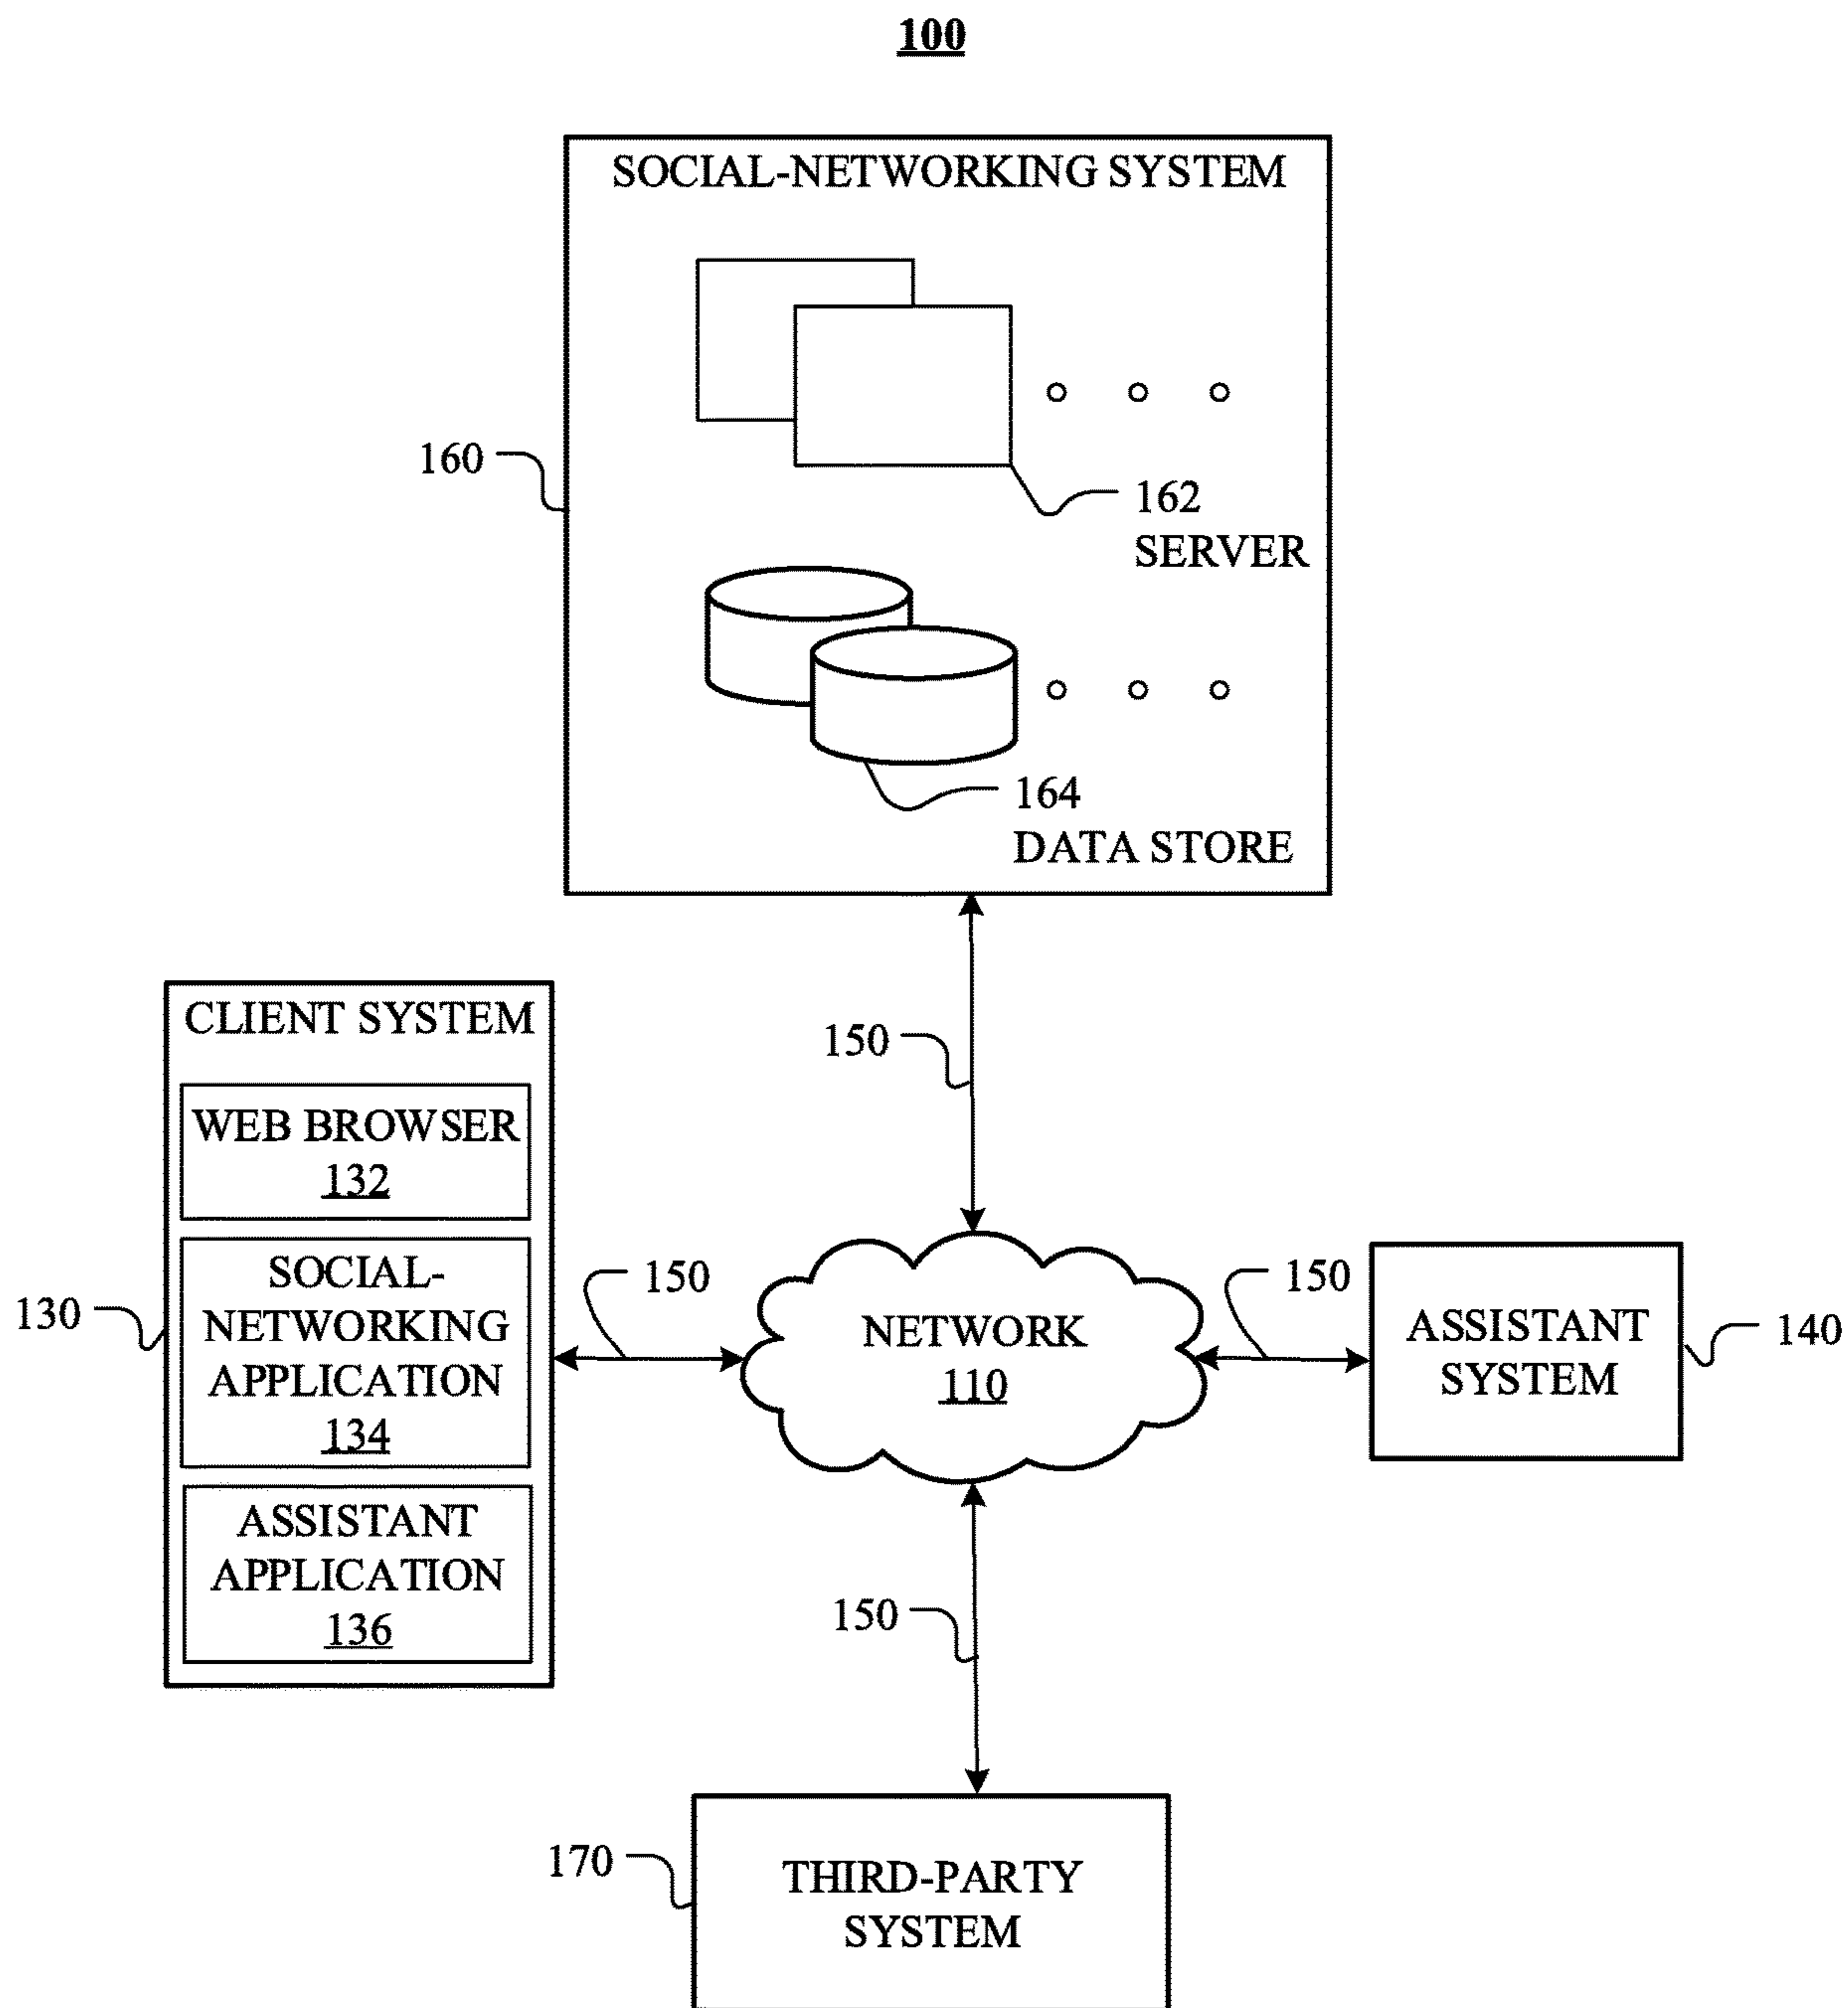 100
SOCIAL-NETWORKING SYSTEM
160
162
SERVER
164
DATA STORE
CLIENT SYSTEM
150
WEB BROWSER
132
SOCIAL-
NETWORKING
APPLICATION
134
130
150
NETWORK
110
150
ASSISTANT
SYSTEM
140
ASSISTANT
APPLICATION
136
150
170
THIRD-PARTY
SYSTEM